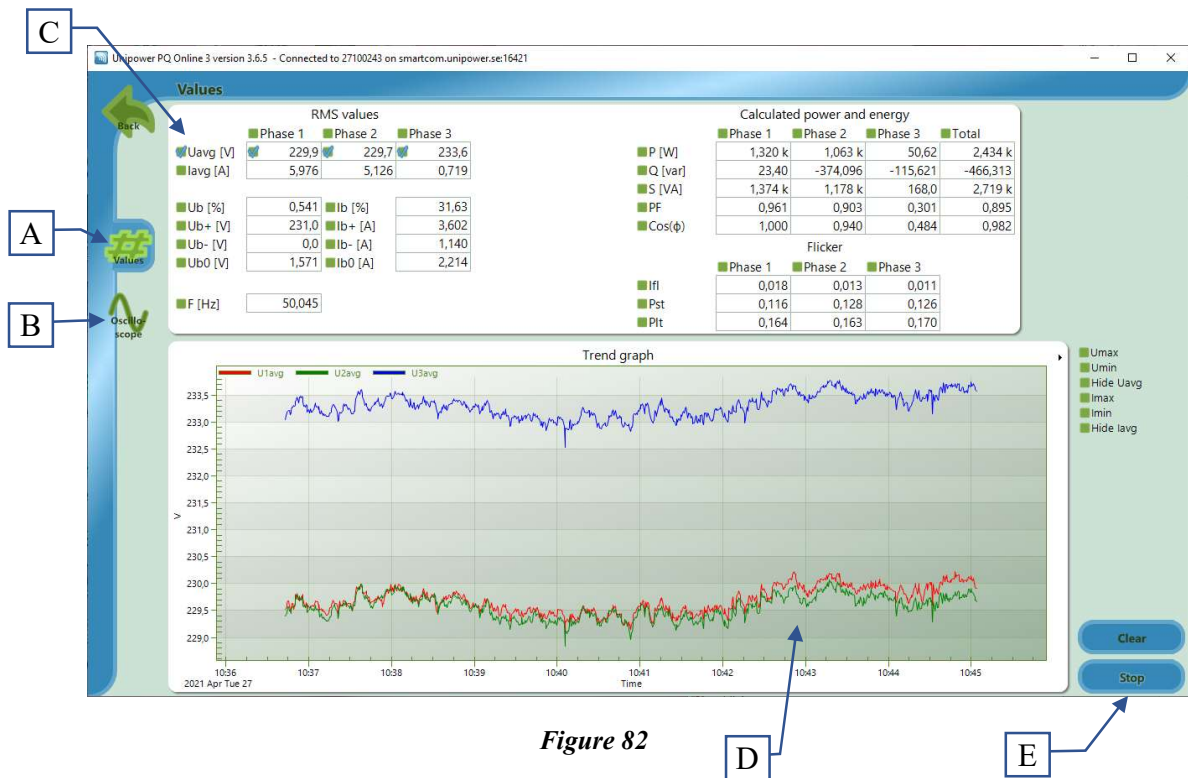 C
Unipower PQ Online 3 version 3.6.5 - Connected to 27100243 on smartcom.unipower.se:16421
Values
Back
RMS values
Phase 1 Phase 2 Phase 3
Uavg [V] 229,9 229,7 233,6
Iavg [A] 5,976 5,126 0,719
Ub [%] 0,541 Ib [%] 31,63
Ub+ [V] 231,0 Ib+ [A] 3,602
Ub- [V] 0,0 Ib- [A] 1,140
Ub0 [V] 1,571 Ib0 [A] 2,214
F [Hz] 50,045
Calculated power and energy
Phase 1 Phase 2 Phase 3 Total
P [W] 1,320 k 1,063 k 50,62 2,434 k
Q [var] 23,40 -374,096 -115,621 -466,313
S [VA] 1,374 k 1,178 k 168,0 2,719 k
PF 0,961 0,903 0,301 0,895
Cos(ϕ) 1,000 0,940 0,484 0,982
Flicker
Phase 1 Phase 2 Phase 3
Ifl 0,018 0,013 0,011
Pst 0,116 0,128 0,126
Plt 0,164 0,163 0,170
A
Values
B
Oscillo-
scope
Trend graph
U1avg U2avg U3avg
233,5
233,0
232,5
232,0
231,5
231,0
230,5
230,0
229,5
229,0
V
10:36 10:37 10:38 10:39 10:40 10:41 10:42 10:43 10:44 10:45
2021 Apr Tue 27
Time
Umax
Umin
Hide Uavg
Imax
Imin
Hide Iavg
Clear
Stop
Figure 82
D
E